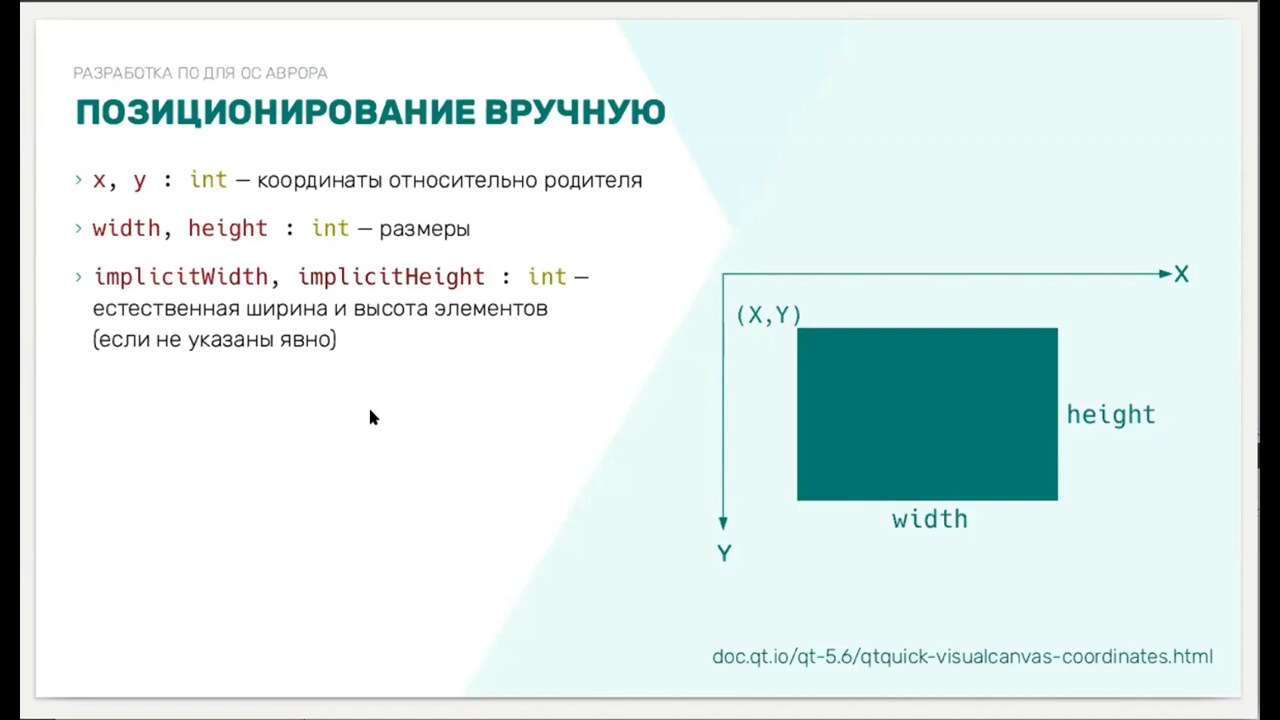 РАЗРАБОТКА ПО ДЛЯ ОС АВРОРА
ПОЗИЦИОНИРОВАНИЕ ВРУЧНУЮ
› x, y : int — координаты относительно родителя
› width, height : int — размеры
› implicitWidth, implicitHeight : int —
естественная ширина и высота элементов
(если не указаны явно)
X
(X,Y)
height
width
Y
doc.qt.io/qt-5.6/qtquick-visualcanvas-coordinates.html